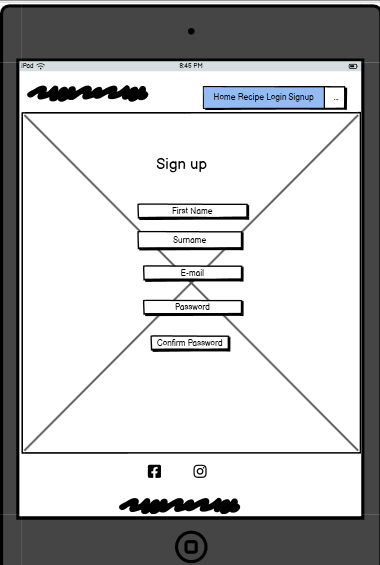 iPad 8:45 PM
Home Recipe Login Signup ...
Sign up
First Name
Surname
E-mail
Password
Confirm Password